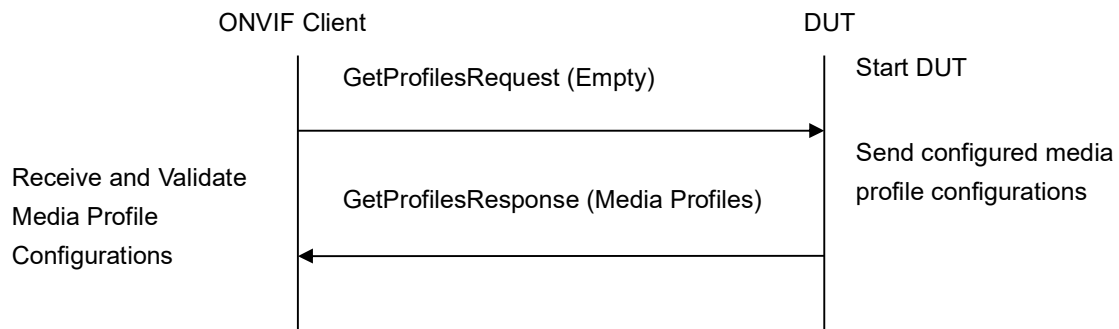 ONVIF Client
DUT
GetProfilesRequest (Empty)
Start DUT
Send configured media
profile configurations
Receive and Validate
Media Profile
Configurations
GetProfilesResponse (Media Profiles)